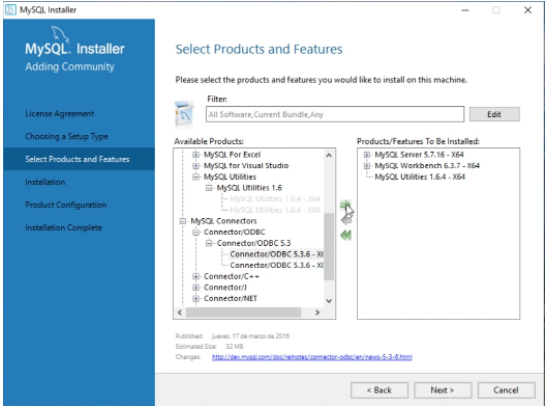 MySQL Installer
MySQL. Installer
Adding Community
License Agreement
Choosing a Setup Type
Select Products and Features
Installation
Product Configuration
Installation Complete
Select Products and Features
Please select the products and features you would like to install on this machine.
Filter:
All Software,Current Bundle,Any
Edit
Available Products:
MySQL For Excel
MySQL for Visual Studio
MySQL Utilities
MySQL Utilities 1.6
MySQL Utilities 1.6.4 - X64
MySQL Utilities 1.6.4 - X86
MySQL Connectors
Connector/ODBC
Connector/ODBC 5.3
Connector/ODBC 5.3.6 - X
Connector/ODBC 5.3.6 - X
Connector/C++
Connector/J
Connector/NET
Products/Features To Be Installed:
MySQL Server 5.7.16 - X64
MySQL Workbench 6.3.7 - X64
MySQL Utilities 1.6.4 - X64
Published: jueves, 17 de marzo de 2016
Estimated Size: 32 MB
Changes: http://dev.mysql.com/doc/relnotes/connector-odbc/en/news-5-3-6.html
< Back
Next >
Cancel